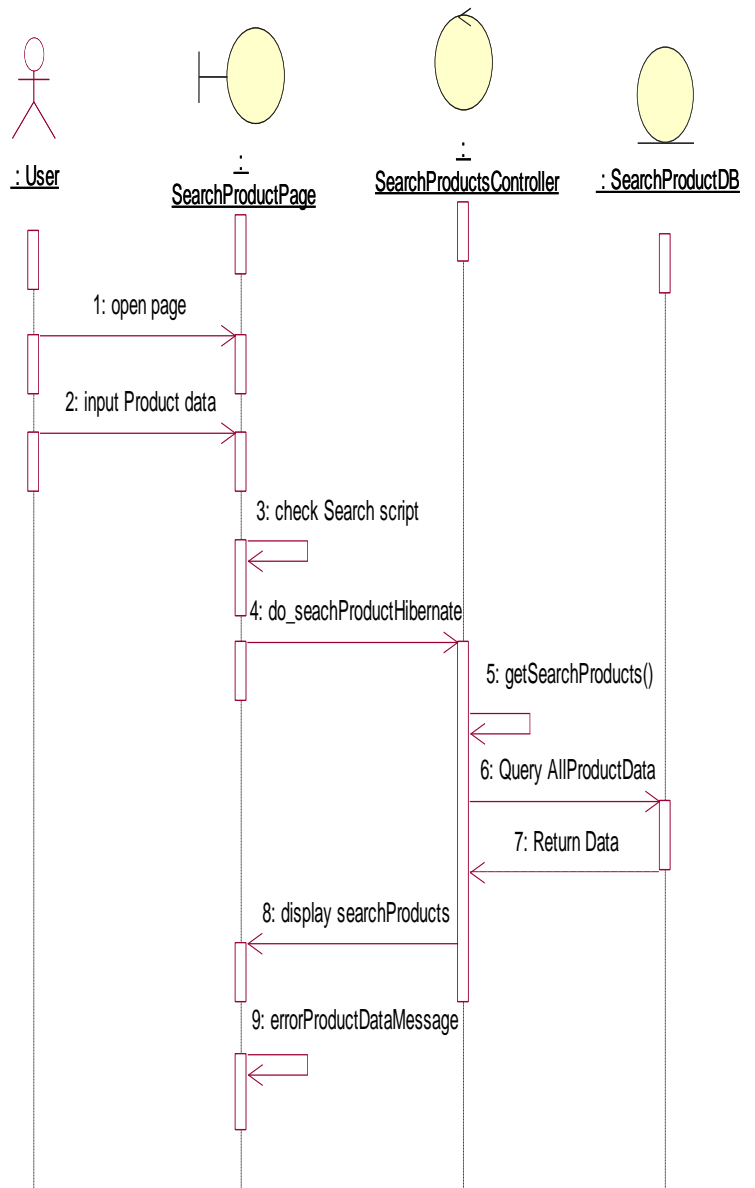 : User
:
SearchProductPage
:
SearchProductsController
: SearchProductDB
1: open page
2: input Product data
3: check Search script
4: do_seachProductHibernate
5: getSearchProducts()
6: Query AllProductData
7: Return Data
8: display searchProducts
9: errorProductDataMessage